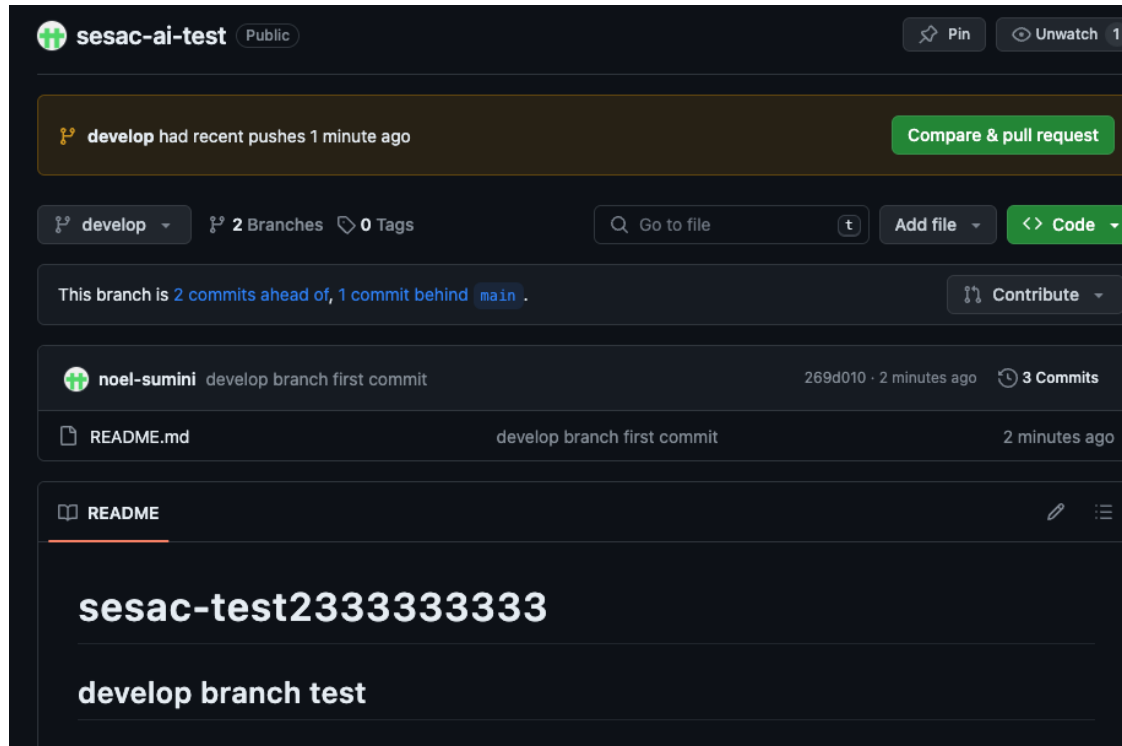 sesac-ai-test Public Pin Unwatch 1
develop had recent pushes 1 minute ago Compare & pull request
develop 2 Branches 0 Tags Go to file t Add file <> Code
This branch is 2 commits ahead of, 1 commit behind main . Contribute
noel-sumini develop branch first commit 269d010 · 2 minutes ago 3 Commits
README.md develop branch first commit 2 minutes ago
README
sesac-test2333333333
develop branch test